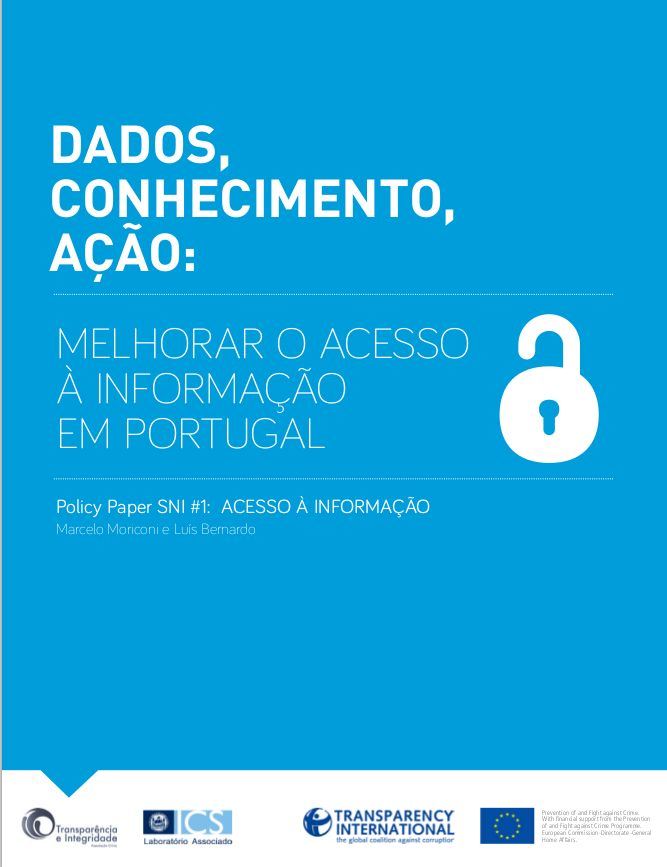 DADOS,
CONHECIMENTO,
AÇÃO:
MELHORAR O ACESSO
À INFORMAÇÃO
EM PORTUGAL
Policy Paper SNI #1: ACESSO À INFORMAÇÃO
Marcelo Moriconi e Luís Bernardo
Transparência
e Integridade
Associação Cívica
ICS
Laboratório Associado
TRANSPARENCY
INTERNATIONAL
the global coalition against corruption
Prevention of and Fight against Crime.
With financial support from the Prevention
of and Fight against Crime Programme.
European Commission-Directorate-General
Home Affairs.